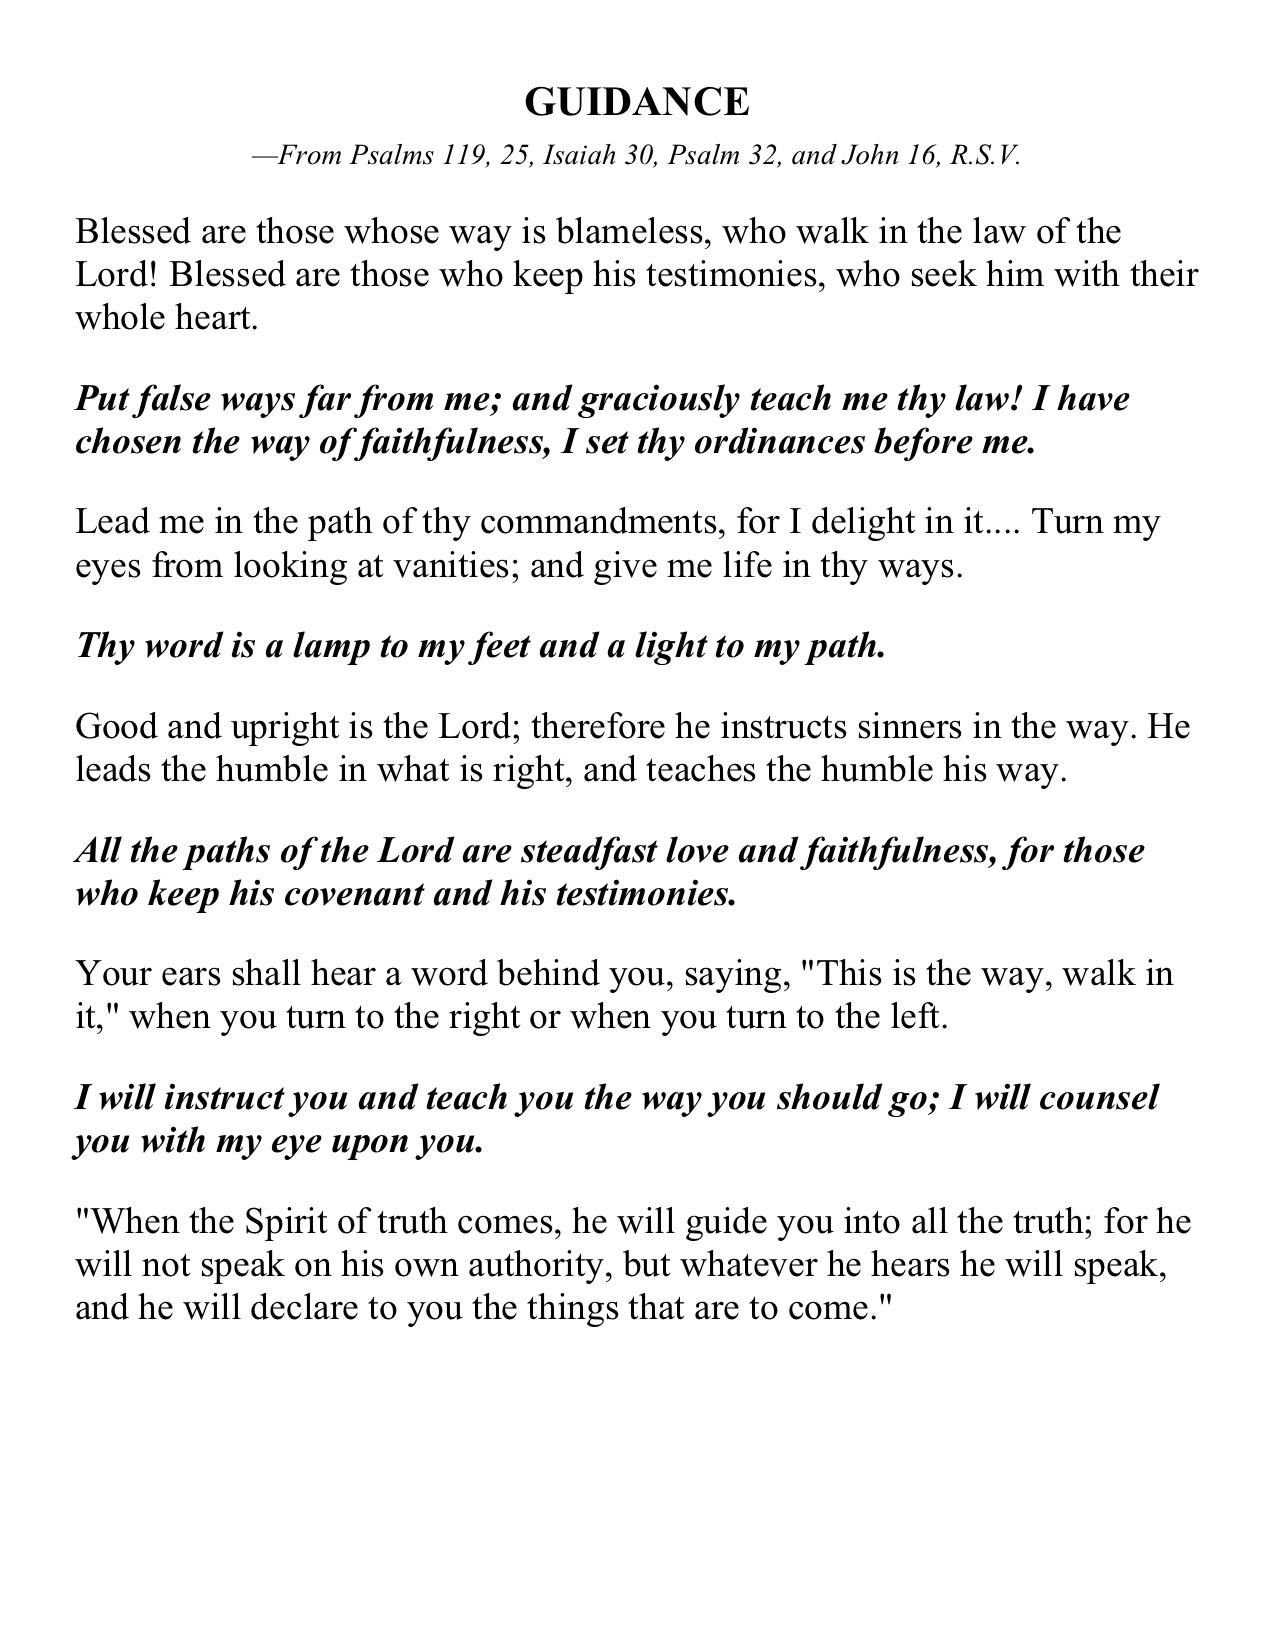 GUIDANCE
—From Psalms 119, 25, Isaiah 30, Psalm 32, and John 16, R.S.V.
Blessed are those whose way is blameless, who walk in the law of the
Lord! Blessed are those who keep his testimonies, who seek him with their
whole heart.
Put false ways far from me; and graciously teach me thy law! I have
chosen the way of faithfulness, I set thy ordinances before me.
Lead me in the path of thy commandments, for I delight in it.... Turn my
eyes from looking at vanities; and give me life in thy ways.
Thy word is a lamp to my feet and a light to my path.
Good and upright is the Lord; therefore he instructs sinners in the way. He
leads the humble in what is right, and teaches the humble his way.
All the paths of the Lord are steadfast love and faithfulness, for those
who keep his covenant and his testimonies.
Your ears shall hear a word behind you, saying, "This is the way, walk in
it," when you turn to the right or when you turn to the left.
I will instruct you and teach you the way you should go; I will counsel
you with my eye upon you.
"When the Spirit of truth comes, he will guide you into all the truth; for he
will not speak on his own authority, but whatever he hears he will speak,
and he will declare to you the things that are to come."